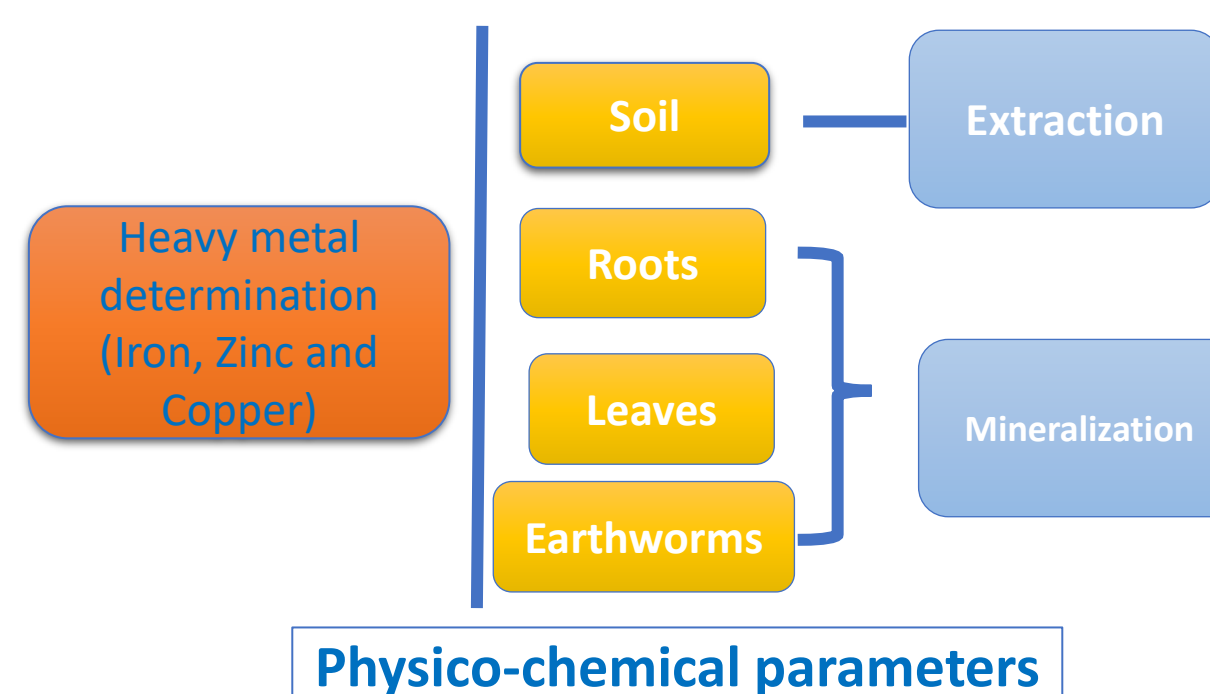 Heavy metal
determination
(Iron, Zinc and
Copper)
Soil
Roots
Leaves
Earthworms
Extraction
Mineralization
Physico-chemical parameters